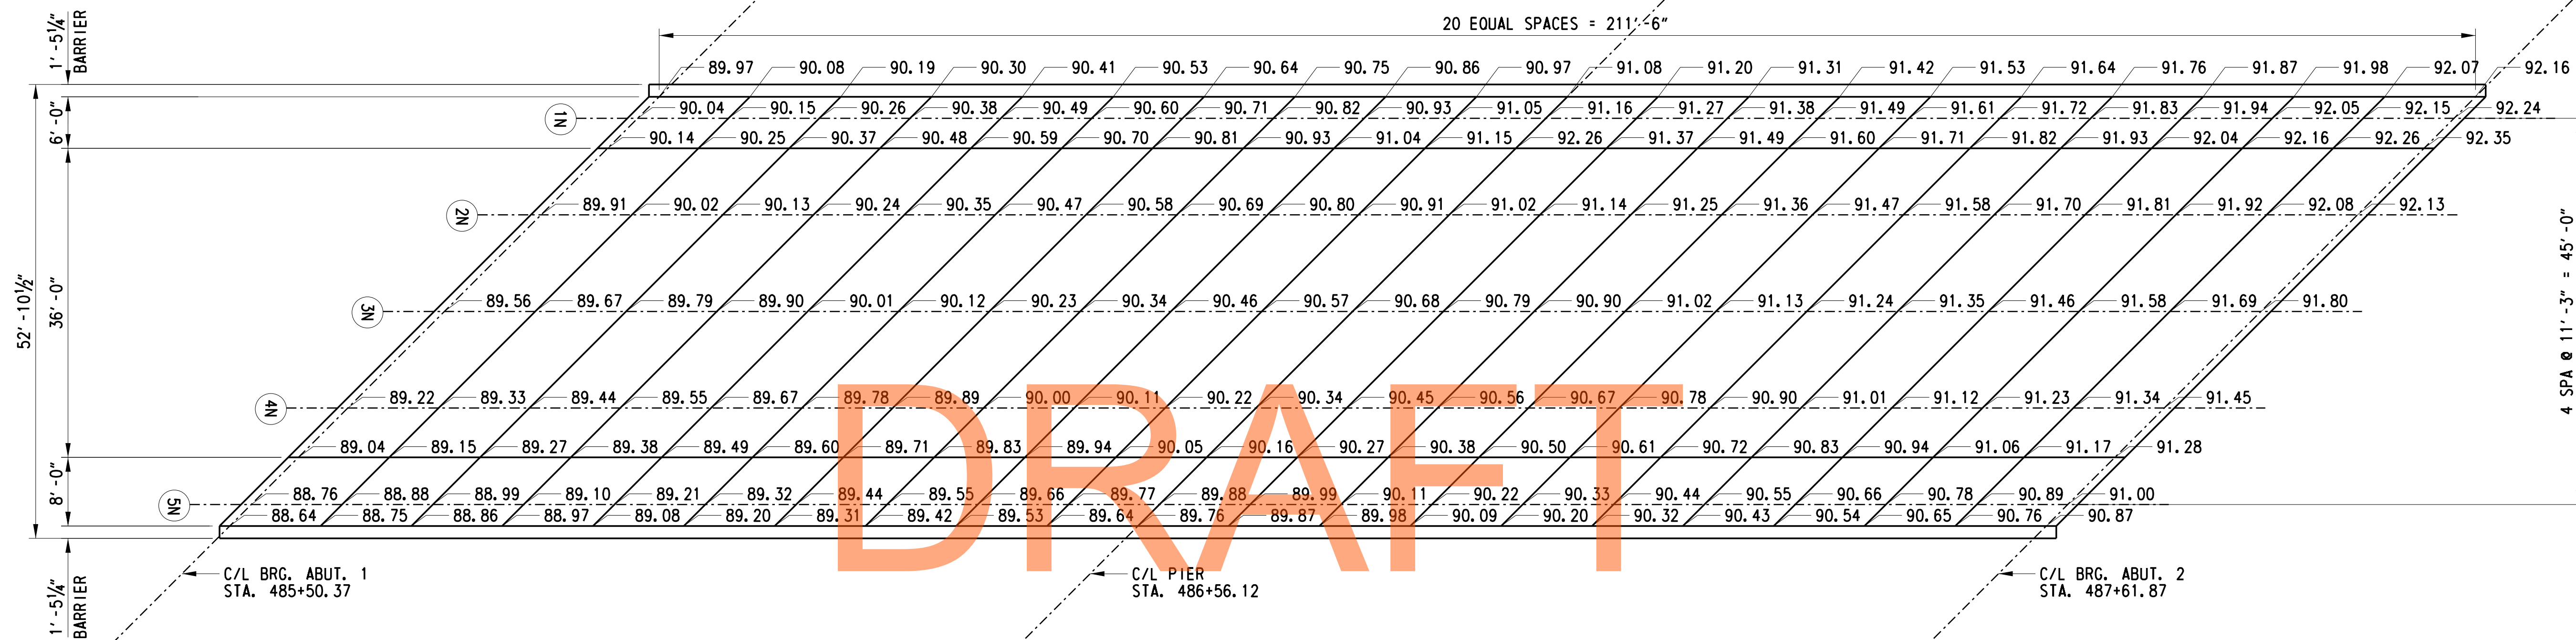 1'-5¼"
BARRIER
20 EQUAL SPACES = 211'-6"
89.97 90.08 90.19 90.30 90.41 90.53 90.64 90.75 90.86 90.97 91.08 91.20 91.31 91.42 91.53 91.64 91.76 91.87 91.98 92.07 92.16
6'-0"
1N
90.04 90.15 90.26 90.38 90.49 90.60 90.71 90.82 90.93 91.05 91.16 91.27 91.38 91.49 91.61 91.72 91.83 91.94 92.05 92.15 92.24
90.14 90.25 90.37 90.48 90.59 90.70 90.81 90.93 91.04 91.15 92.26 91.37 91.49 91.60 91.71 91.82 91.93 92.04 92.16 92.26 92.35
2N
89.91 90.02 90.13 90.24 90.35 90.47 90.58 90.69 90.80 90.91 91.02 91.14 91.25 91.36 91.47 91.58 91.70 91.81 91.92 92.08 92.13
52'-10½"
36'-0"
3N
89.56 89.67 89.79 89.90 90.01 90.12 90.23 90.34 90.46 90.57 90.68 90.79 90.90 91.02 91.13 91.24 91.35 91.46 91.58 91.69 91.80
4 SPA @ 11'-3" = 45'-0"
4N
89.22 89.33 89.44 89.55 89.67 89.78 89.89 90.00 90.11 90.22 90.34 90.45 90.56 90.67 90.78 90.90 91.01 91.12 91.23 91.34 91.45
89.04 89.15 89.27 89.38 89.49 89.60 89.71 89.83 89.94 90.05 90.16 90.27 90.38 90.50 90.61 90.72 90.83 90.94 91.06 91.17 91.28
DRAFT
8'-0"
5N
88.76 88.88 88.99 89.10 89.21 89.32 89.44 89.55 89.66 89.77 89.88 89.99 90.11 90.22 90.33 90.44 90.55 90.66 90.78 90.89 91.00
88.64 88.75 88.86 88.97 89.08 89.20 89.31 89.42 89.53 89.64 89.76 89.87 89.98 90.09 90.20 90.32 90.43 90.54 90.65 90.76 90.87
1'-5¼"
BARRIER
C/L BRG. ABUT. 1
STA. 485+50.37
C/L PIER
STA. 486+56.12
C/L BRG. ABUT. 2
STA. 487+61.87